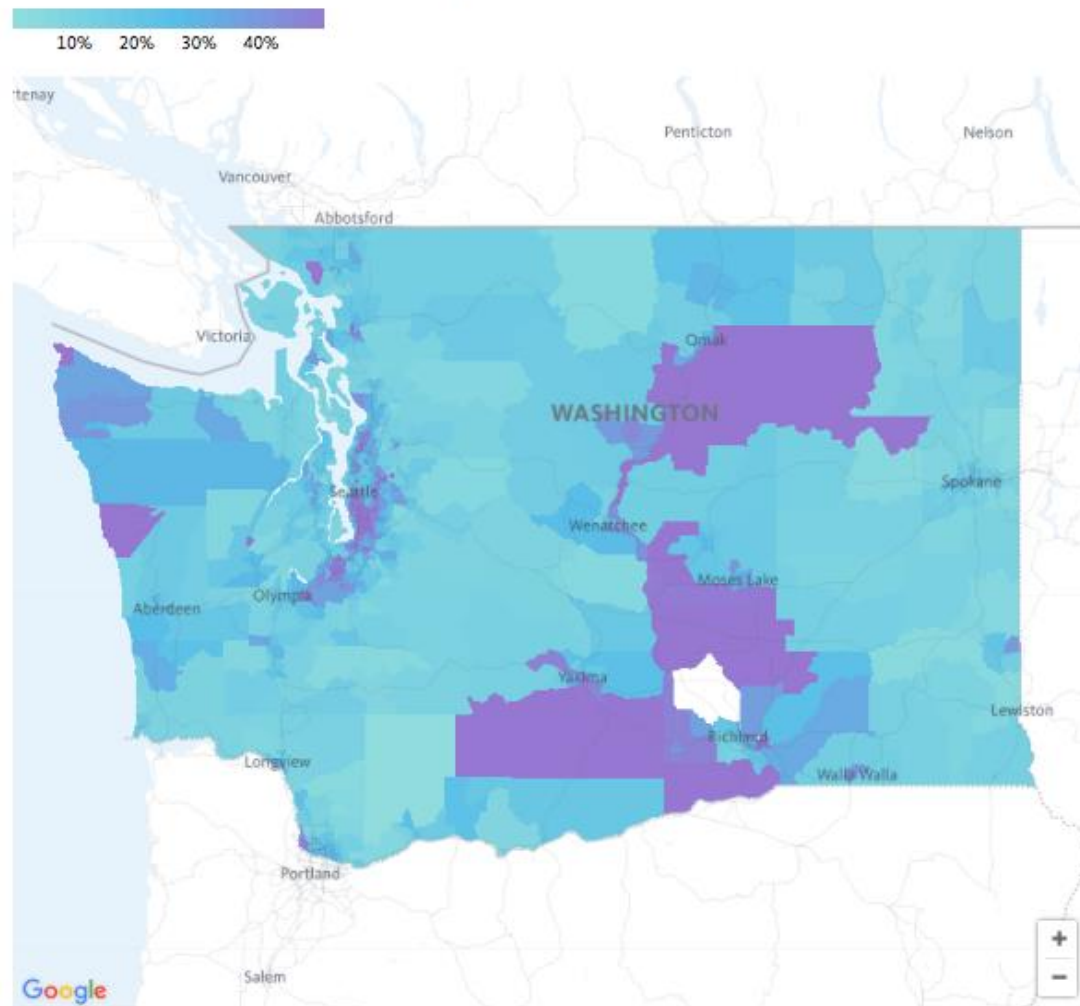 10% 20% 30% 40%
tenay
Penticton
Nelson
Vancouver
Abbotsford
Victoria
Omak
WASHINGTON
Seattle
Spokane
Wenatchee
Moses Lake
Olympia
Aberdeen
Yakima
Lewiston
Richland
Longview
Walla Walla
Portland
Salem
+
−
Google